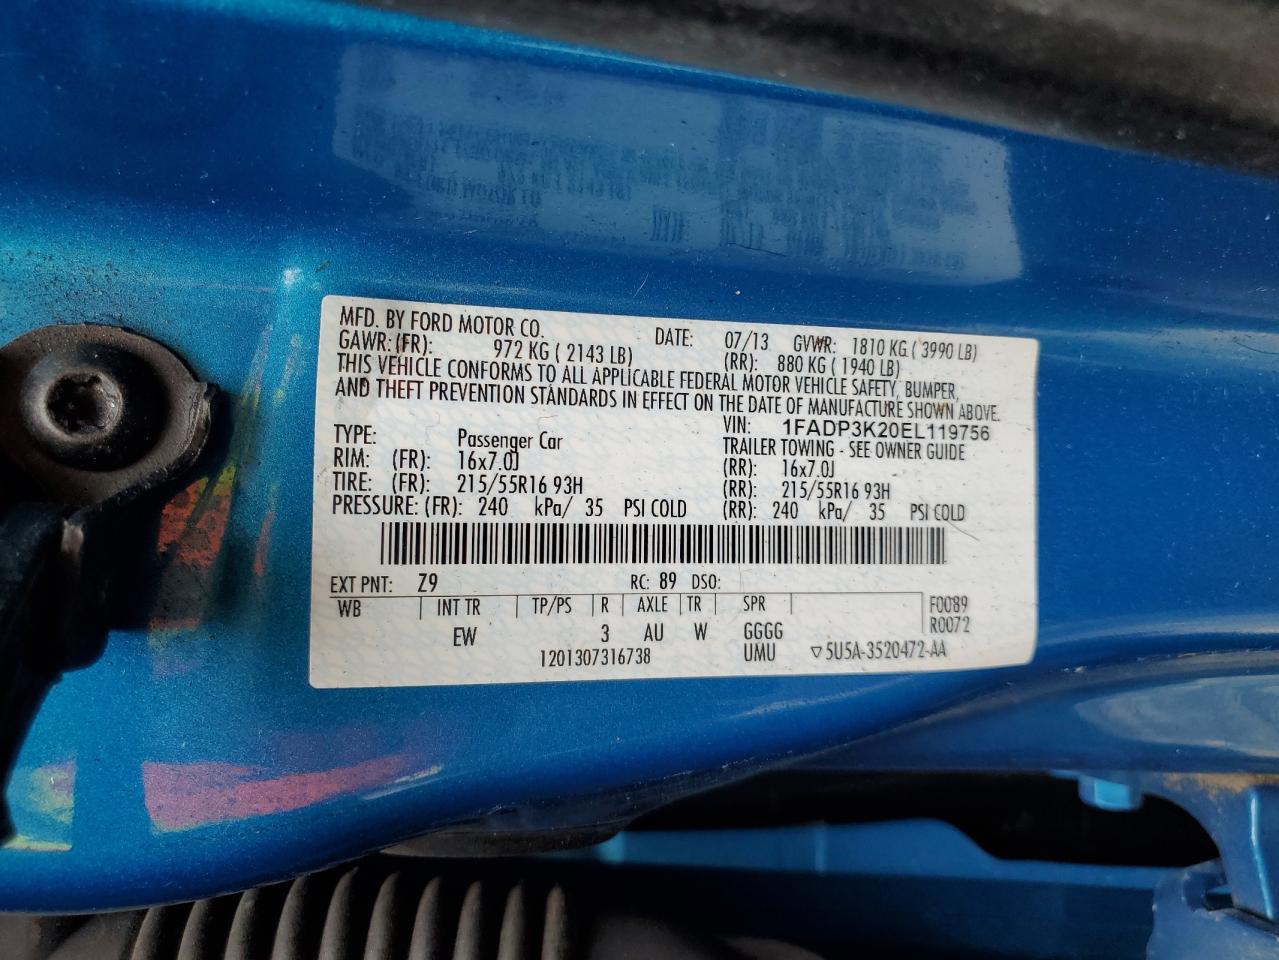 MFD. BY FORD MOTOR CO. DATE: 07/13 GVWR: 1810 KG ( 3990 LB)
GAWR: (FR): 972 KG ( 2143 LB) (RR): 880 KG ( 1940 LB)
THIS VEHICLE CONFORMS TO ALL APPLICABLE FEDERAL MOTOR VEHICLE SAFETY, BUMPER,
AND THEFT PREVENTION STANDARDS IN EFFECT ON THE DATE OF MANUFACTURE SHOWN ABOVE.
VIN: 1FADP3K20EL119756
TYPE: Passenger Car TRAILER TOWING - SEE OWNER GUIDE
RIM: (FR): 16x7.0J (RR): 16x7.0J
TIRE: (FR): 215/55R16 93H (RR): 215/55R16 93H
PRESSURE: (FR): 240 kPa/ 35 PSI COLD (RR): 240 kPa/ 35 PSI COLD
EXT PNT: Z9 RC: 89 DSO:
WB INT TR TP/PS R AXLE TR SPR F0089
EW 3 AU W GGGG R0072
1201307316738 UMU ▽5U5A-3520472-AA